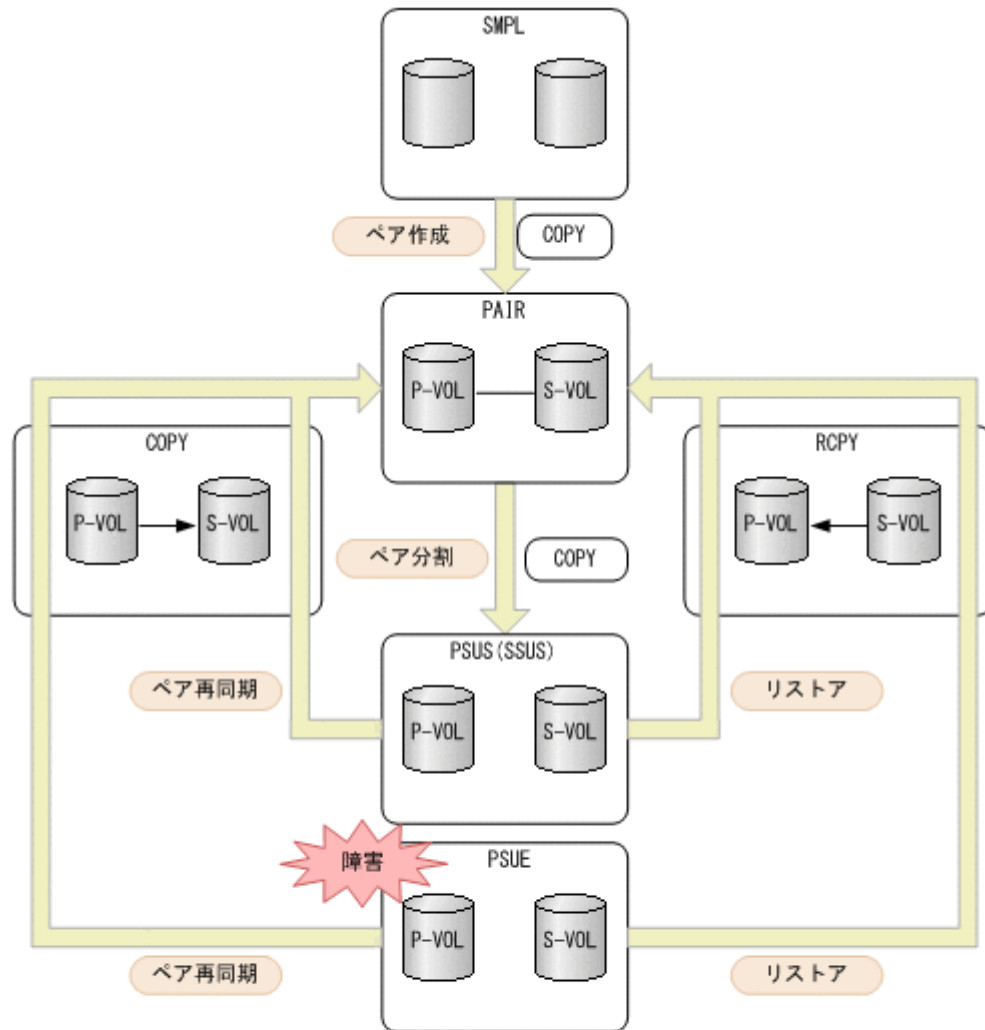 SMPL
ペア作成
COPY
PAIR
P-VOL
S-VOL
COPY
P-VOL
S-VOL
RCPY
P-VOL
S-VOL
ペア分割
COPY
PSUS(SSUS)
P-VOL
S-VOL
ペア再同期
リストア
障害
PSUE
P-VOL
S-VOL
ペア再同期
リストア